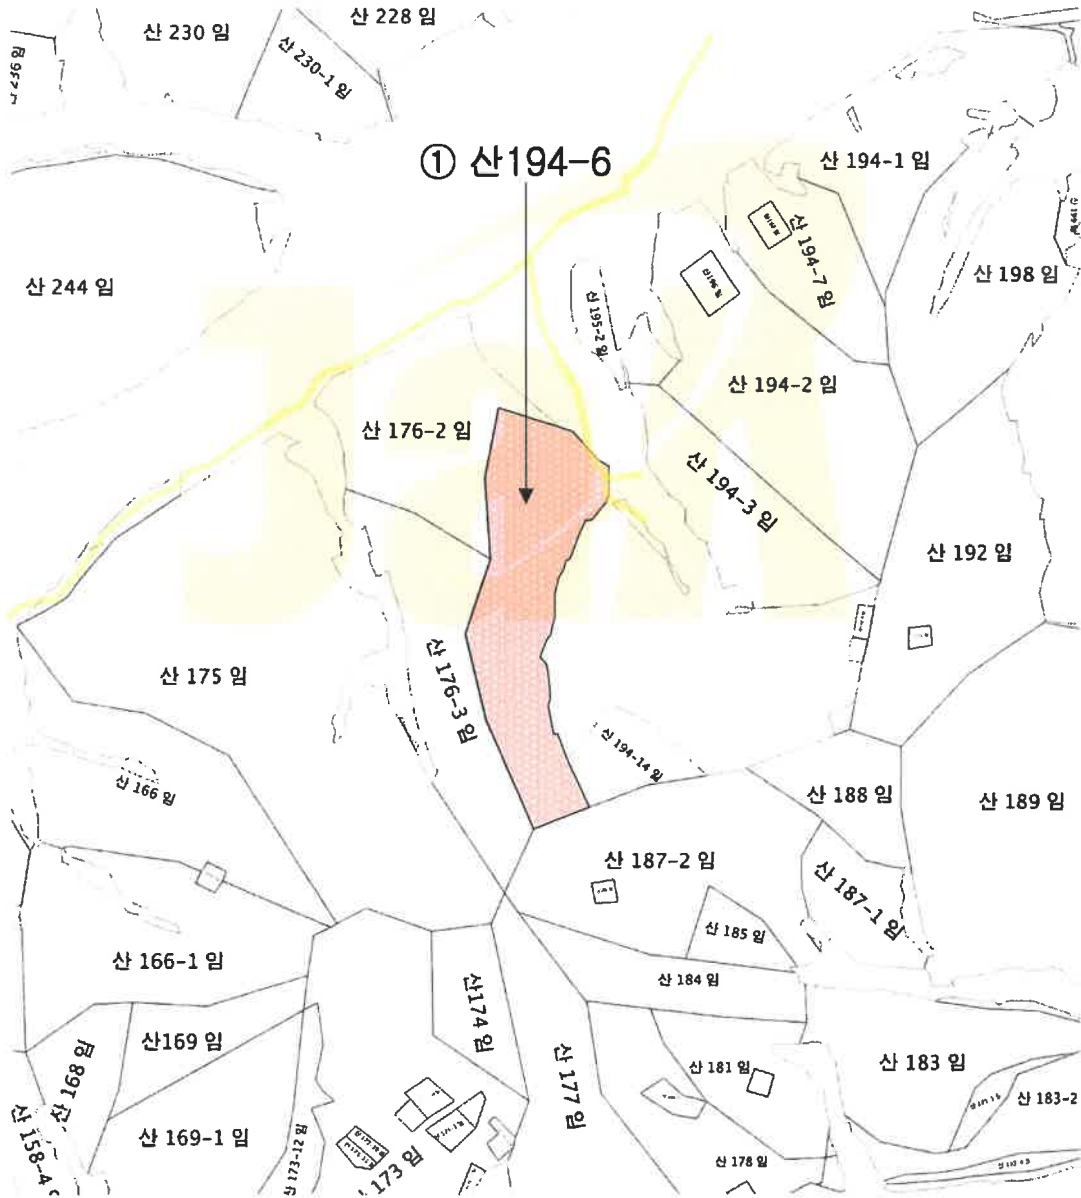 산 228 임
산 230 임
산 230-1 임
① 산194-6
산 194-1 임
산 194-7 임
산 198 임
산 244 임
산 195-2 임
산 194-2 임
산 176-2 임
산 194-3 임
산 192 임
산 175 임
산 176-3 임
산 194-14 임
산 166 임
산 188 임
산 189 임
산 187-2 임
산 187-1 임
산 185 임
산 166-1 임
산 184 임
산174 임
산169 임
산 168 임
산 177 임
산 181 임
산 183 임
산 183-2
산 169-1 임
산 158-4
산 173-12 임
173 임
산 178 임